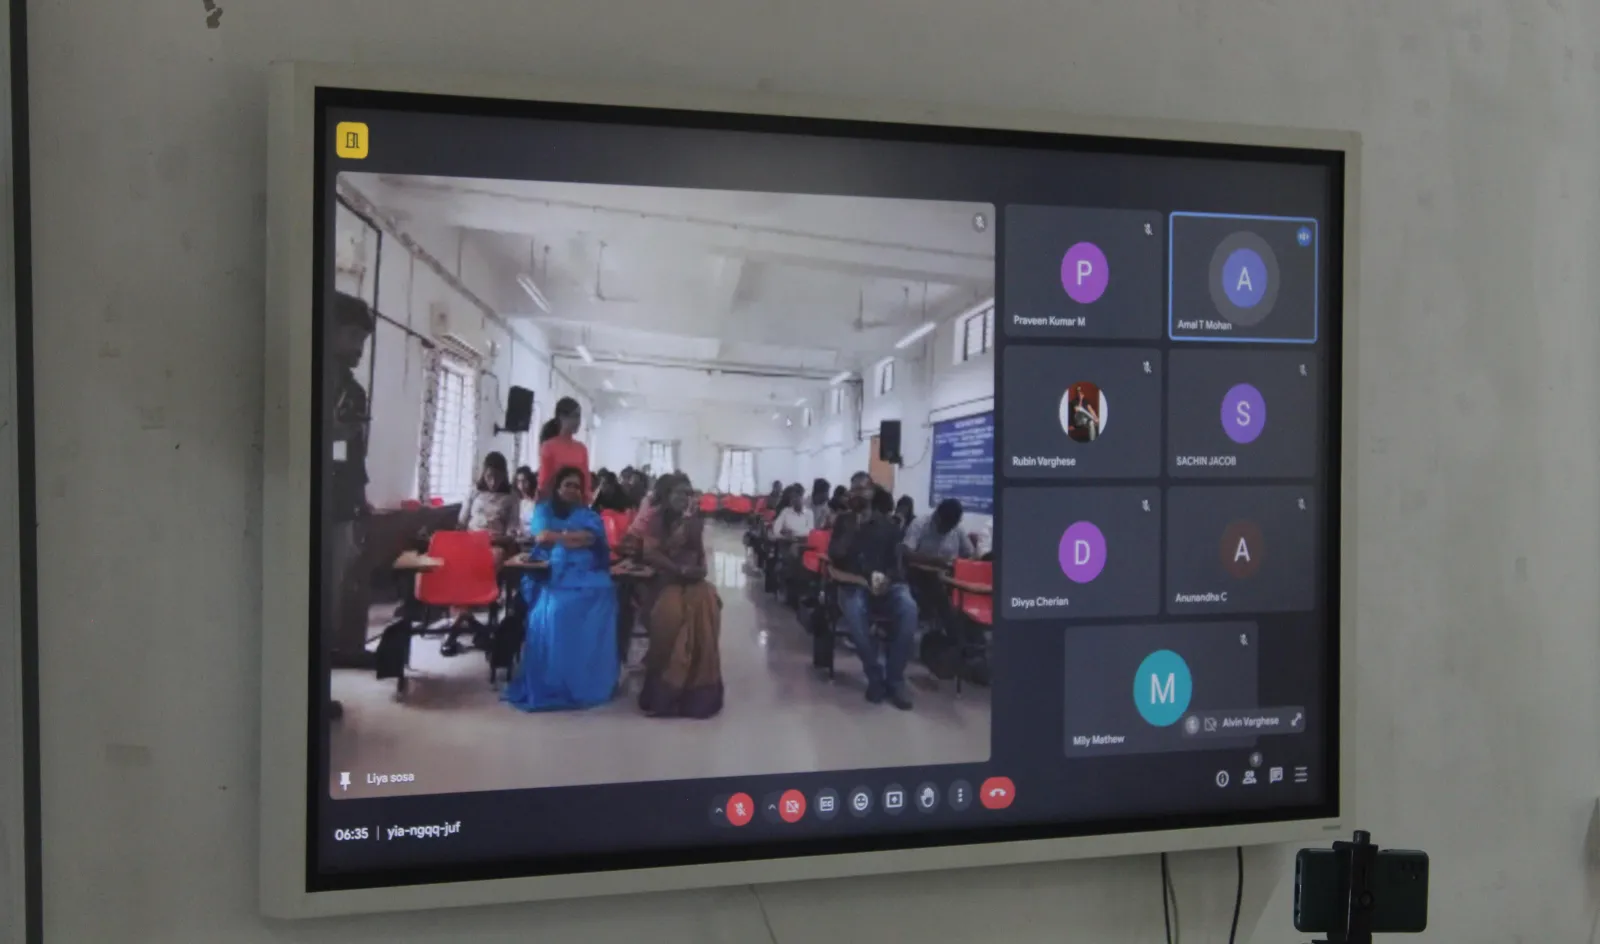 P
Praveen Kumar M
A
Amal T Mohan
Rubin Varghese
S
SACHIN JACOB
D
Divya Cherian
A
Anunandha C
M
Mily Mathew
Alvin Varghese
Liya sosa
06:35 | yia-ngqq-juf